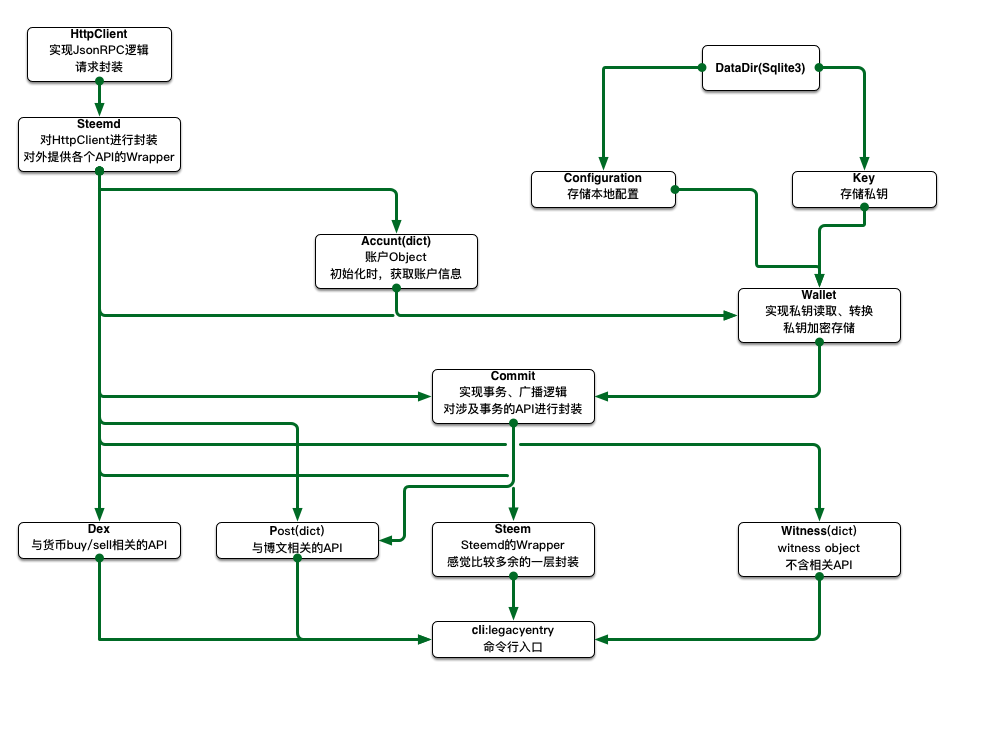 HttpClient
实现JsonRPC逻辑
请求封装
DataDir(Sqlite3)
Steemd
对HttpClient进行封装
对外提供各个API的Wrapper
Configuration
存储本地配置
Key
存储私钥
Accunt(dict)
账户Object
初始化时，获取账户信息
Wallet
实现私钥读取、转换
私钥加密存储
Commit
实现事务、广播逻辑
对涉及事务的API进行封装
Dex
与货币buy/sell相关的API
Post(dict)
与博文相关的API
Steem
Steemd的Wrapper
感觉比较多余的一层封装
Witness(dict)
witness object
不含相关API
cli:legacyentry
命令行入口